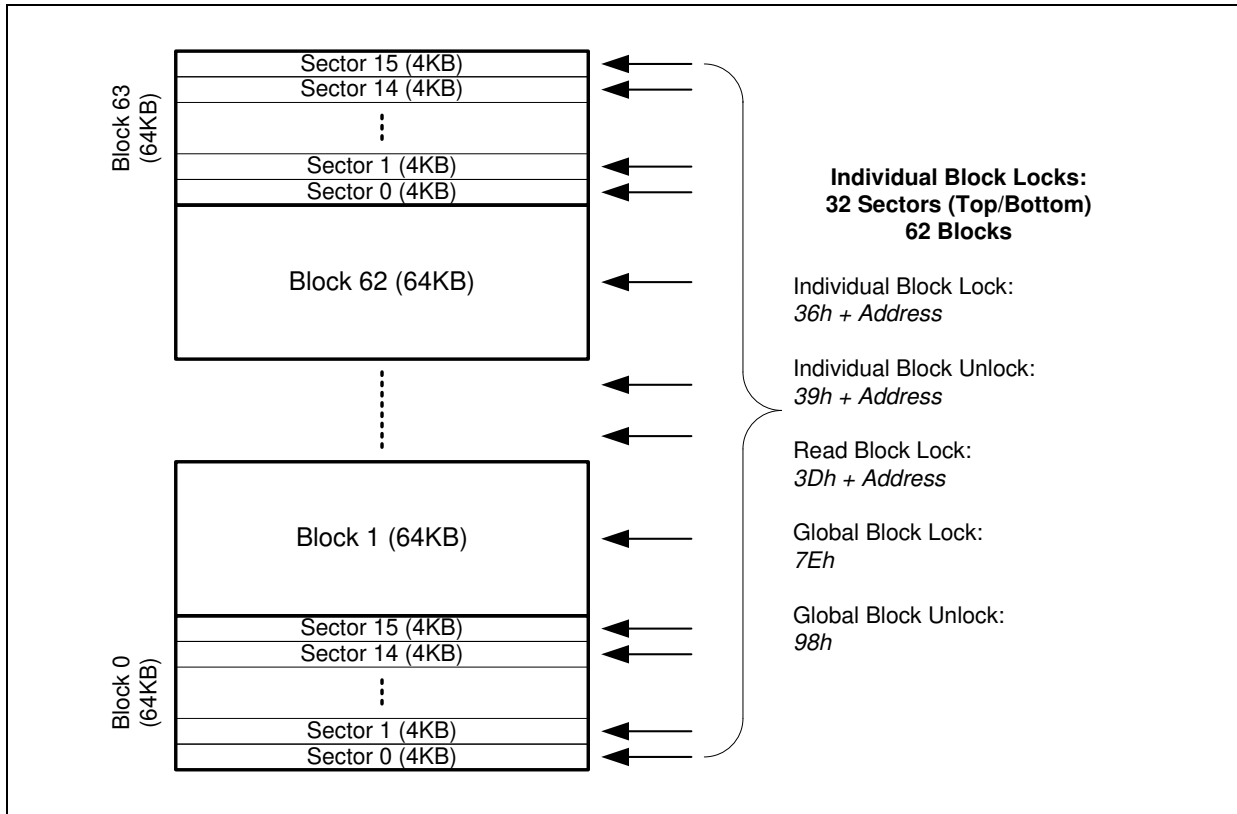 Block 63
(64KB)
Sector 15 (4KB)
Sector 14 (4KB)
Sector 1 (4KB)
Sector 0 (4KB)
Block 62 (64KB)
Block 1 (64KB)
Block 0
(64KB)
Sector 15 (4KB)
Sector 14 (4KB)
Sector 1 (4KB)
Sector 0 (4KB)
Individual Block Locks:
32 Sectors (Top/Bottom)
62 Blocks
Individual Block Lock:
36h + Address
Individual Block Unlock:
39h + Address
Read Block Lock:
3Dh + Address
Global Block Lock:
7Eh
Global Block Unlock:
98h